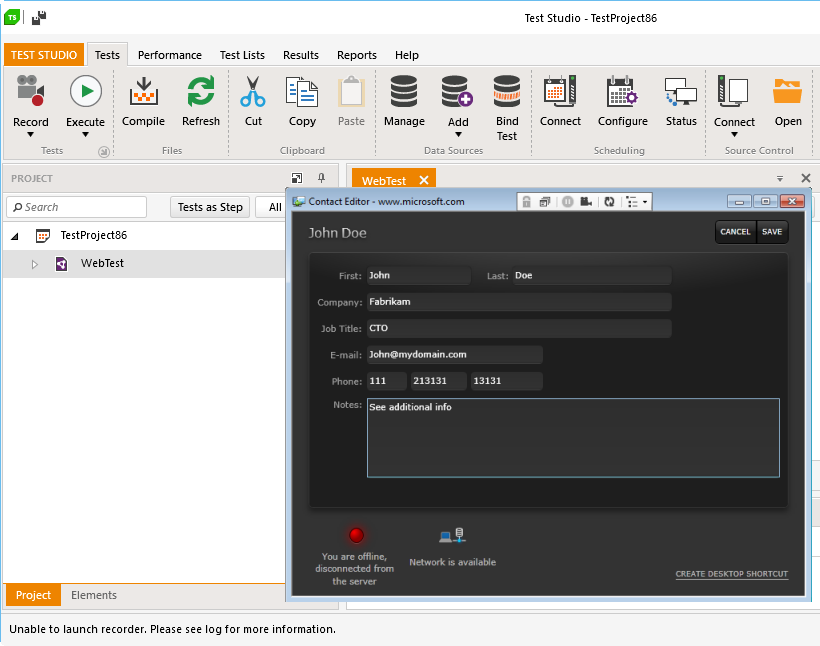 TS
Test Studio - TestProject86
TEST STUDIO Tests Performance Test Lists Results Reports Help
Record Execute Compile Refresh Cut Copy Paste Manage Add Bind Test Connect Configure Status Connect Open
Tests Files Clipboard Data Sources Scheduling Source Control
PROJECT
WebTest
Search Tests as Step All
TestProject86
WebTest
Contact Editor - www.microsoft.com
John Doe
CANCEL SAVE
First: John Last: Doe
Company: Fabrikam
Job Title: CTO
E-mail: John@mydomain.com
Phone: 111 213131 13131
Notes: See additional info
You are offline,
disconnected from
the server
Network is available
CREATE DESKTOP SHORTCUT
Project Elements
Unable to launch recorder. Please see log for more information.